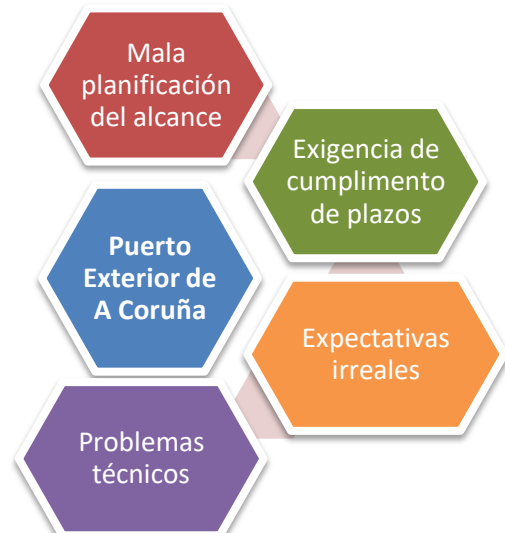 Mala
planificación
del alcance
Exigencia de
cumplimento
de plazos
Puerto
Exterior de
A Coruña
Expectativas
irreales
Problemas
técnicos